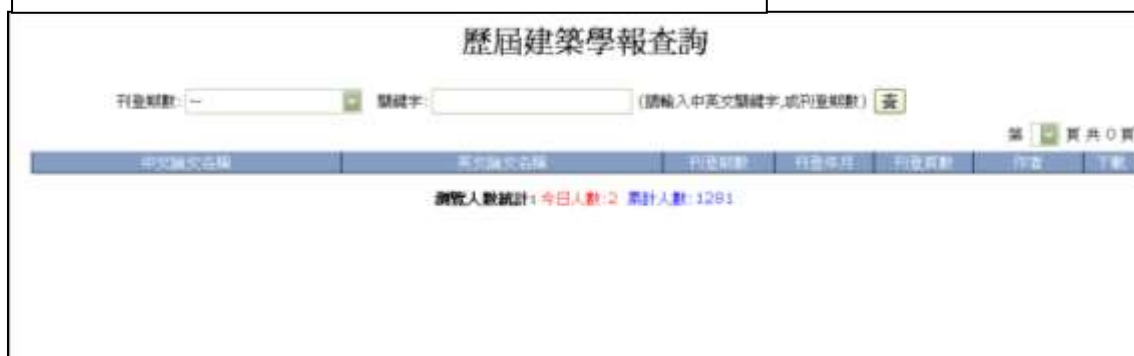 歷屆建築學報查詢
刊登期數: -- 關鍵字: (請輸入中英文關鍵字,或刊登期數) 查
第 頁 共 0 頁
中文論文名稱 英文論文名稱 刊登期數 刊登年月 刊登頁數 作者 下載
瀏覽人數統計: 今日人數:2 累計人數:1281